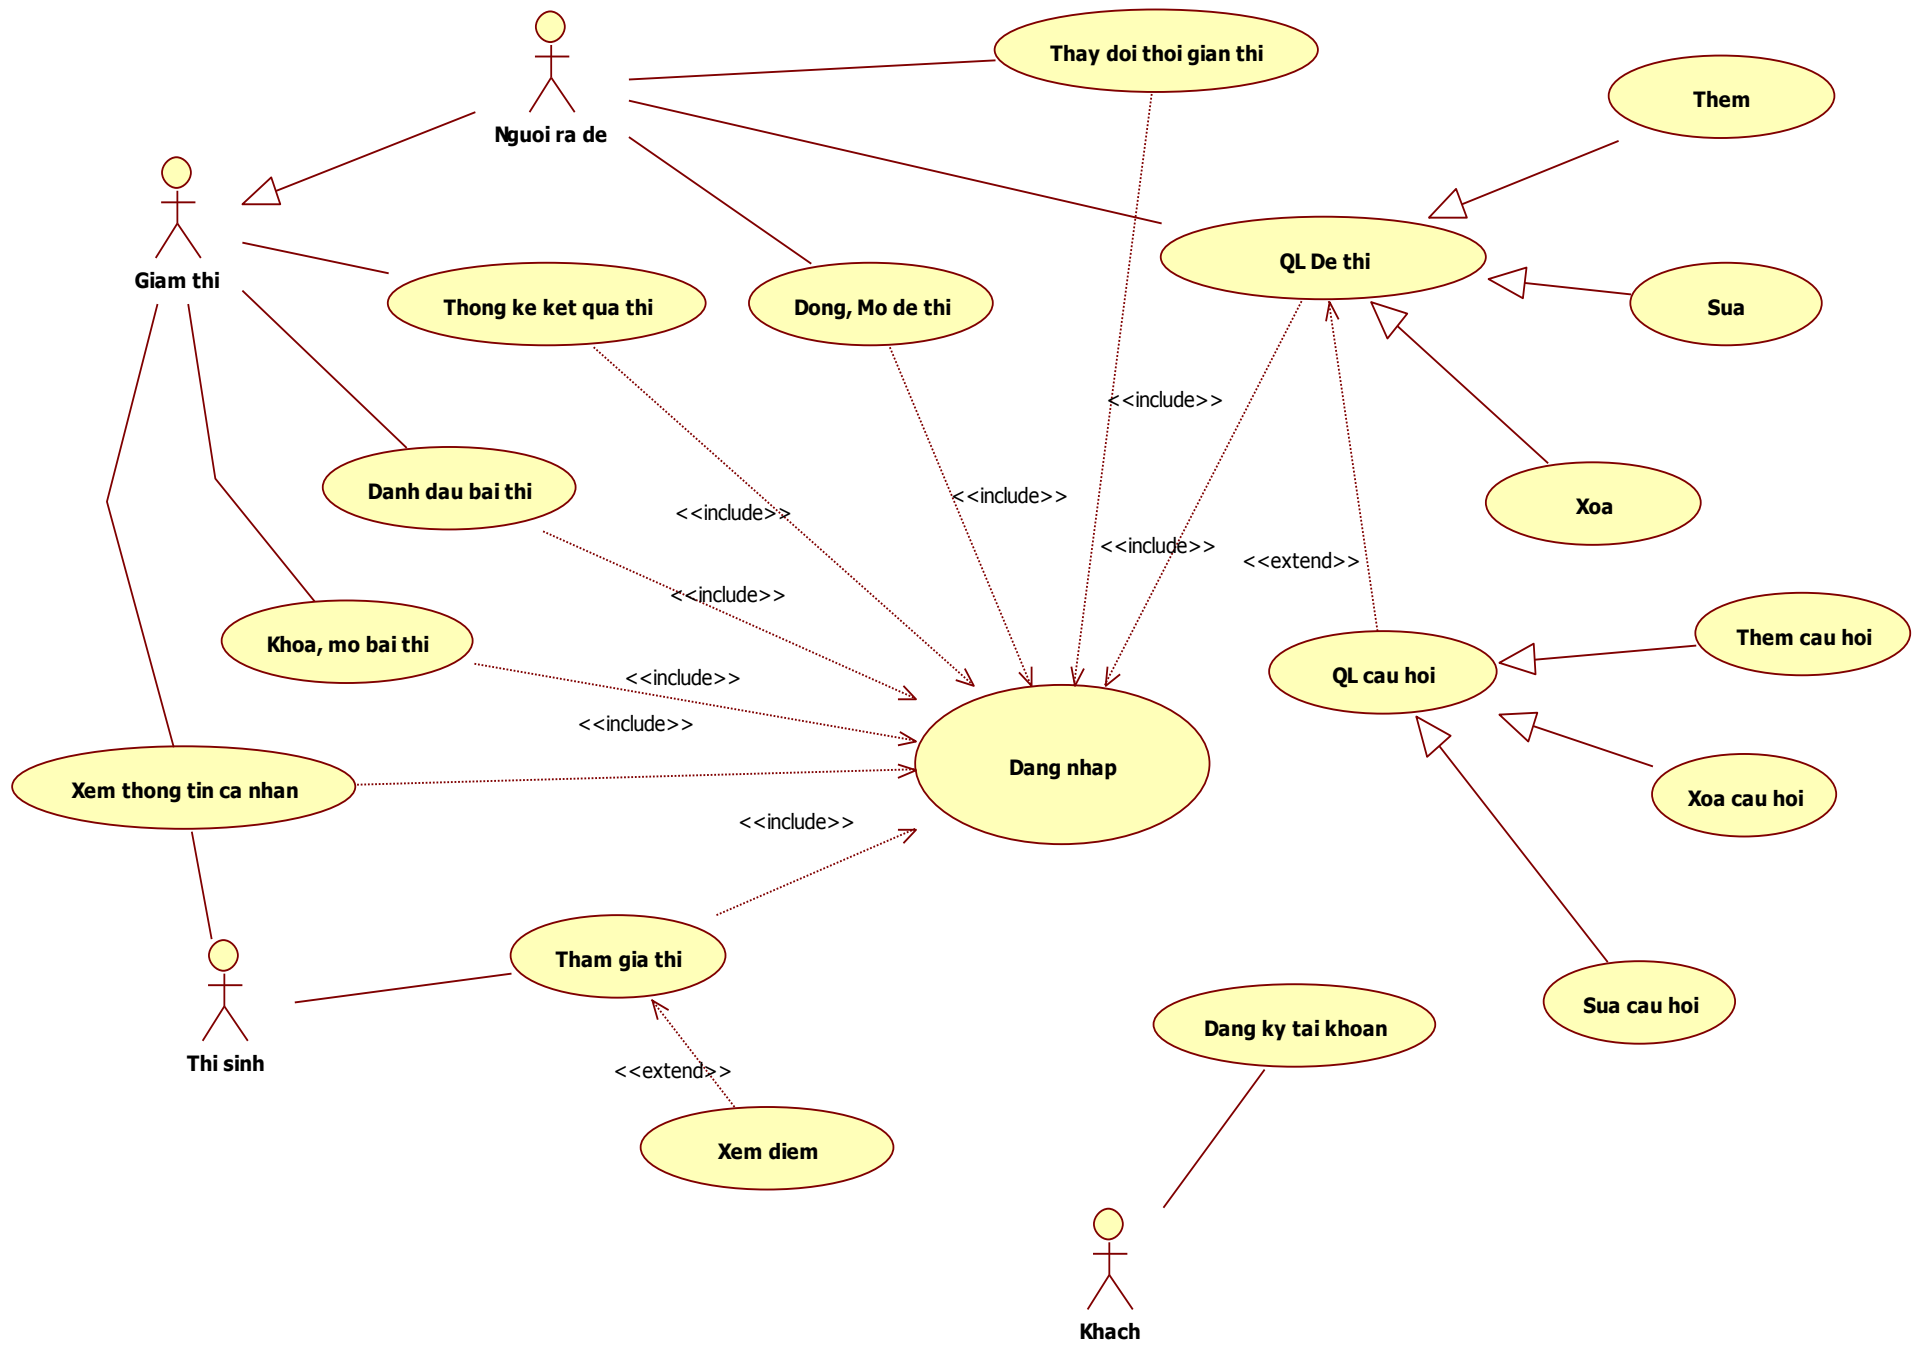 Thay doi thoi gian thi
Them
Nguoi ra de
QL De thi
Giam thi
Thong ke ket qua thi
Dong, Mo de thi
Sua
<<include>>
Danh dau bai thi
<<include>>
<<include>>
Xoa
<<include>>
<<extend>>
<<include>>
Khoa, mo bai thi
Them cau hoi
<<include>>
QL cau hoi
<<include>>
Dang nhap
Xem thong tin ca nhan
Xoa cau hoi
<<include>>
Tham gia thi
Sua cau hoi
Dang ky tai khoan
Thi sinh
<<extend>>
Xem diem
Khach